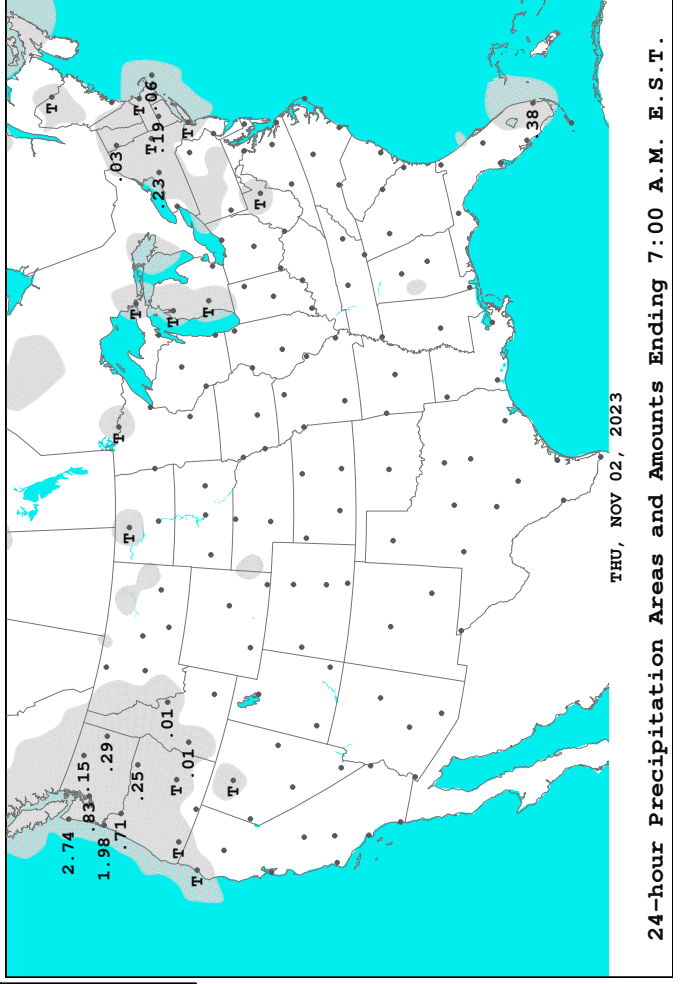 T
.03
T
.06
T
.19
T
.23
T
T
T
T
T
T
.38
2.74
.15
.83
.29
1.98
.71
.25
.01
.01
T
T
T
T
THU, NOV 02, 2023
24-hour Precipitation Areas and Amounts Ending 7:00 A.M. E.S.T.